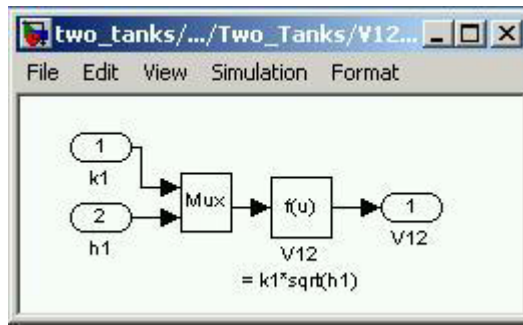 two_tanks/.../Two_Tanks/V12...
File Edit View Simulation Format
1
k1
2
h1
Mux
f(u)
V12
= k1*sqrt(h1)
1
V12